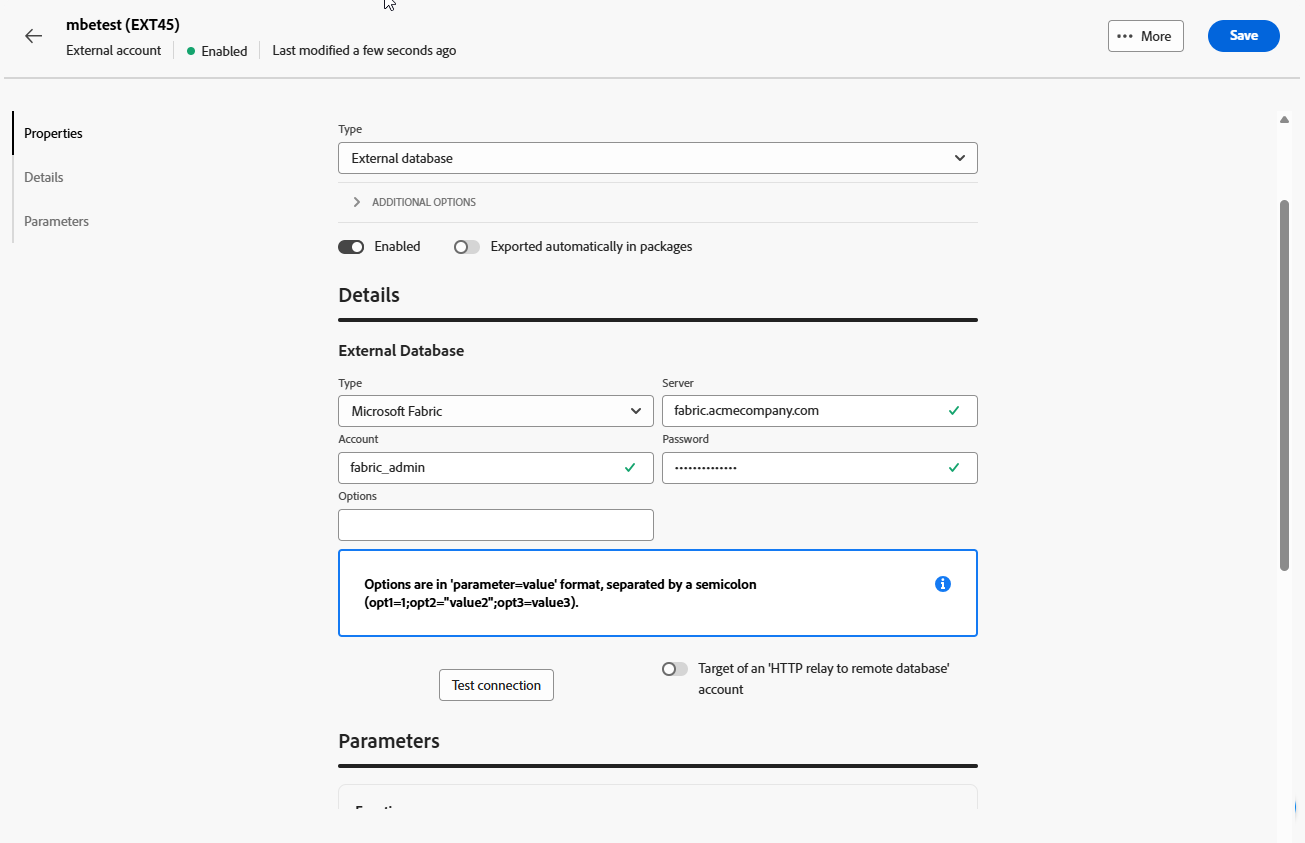 mbetest (EXT45)
External account
Enabled
Last modified a few seconds ago
More
Save
Properties
Details
Parameters
Type
External database
ADDITIONAL OPTIONS
Enabled
Exported automatically in packages
Details
External Database
Type
Server
Microsoft Fabric
fabric.acmecompany.com
Account
Password
fabric_admin
••••••••••••••
Options
Options are in 'parameter=value' format, separated by a semicolon
(opt1=1;opt2="value2";opt3=value3).
Test connection
Target of an 'HTTP relay to remote database'
account
Parameters